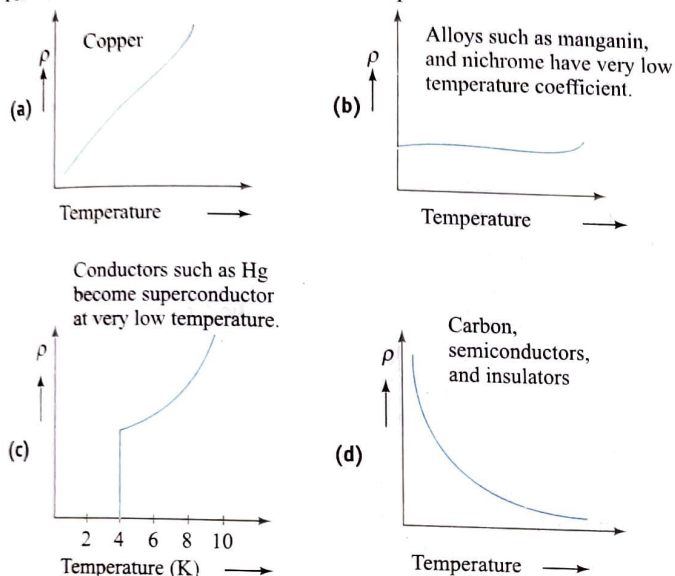 Copper
ρ
(a)
Temperature
Alloys such as manganin,
and nichrome have very low
temperature coefficient.
ρ
(b)
Temperature
Conductors such as Hg
become superconductor
at very low temperature.
ρ
(c)
2 4 6 8 10
Temperature (K)
Carbon,
semiconductors,
and insulators
ρ
(d)
Temperature